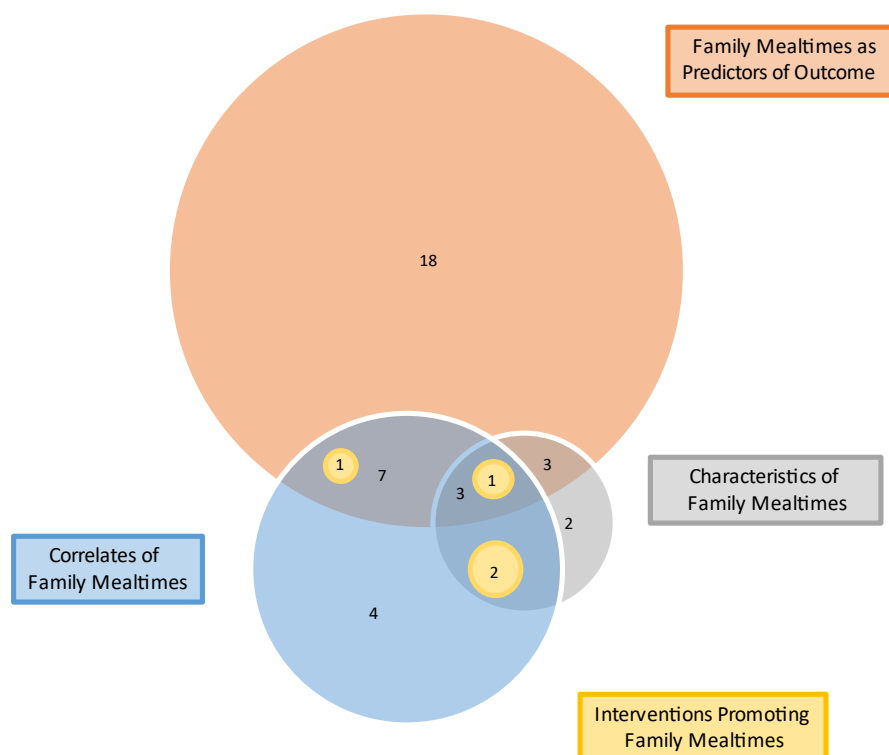 Family Mealtimes as
Predictors of Outcome
18
1
7
3
1
3
2
Characteristics of
Family Mealtimes
Correlates of
Family Mealtimes
2
4
Interventions Promoting
Family Mealtimes